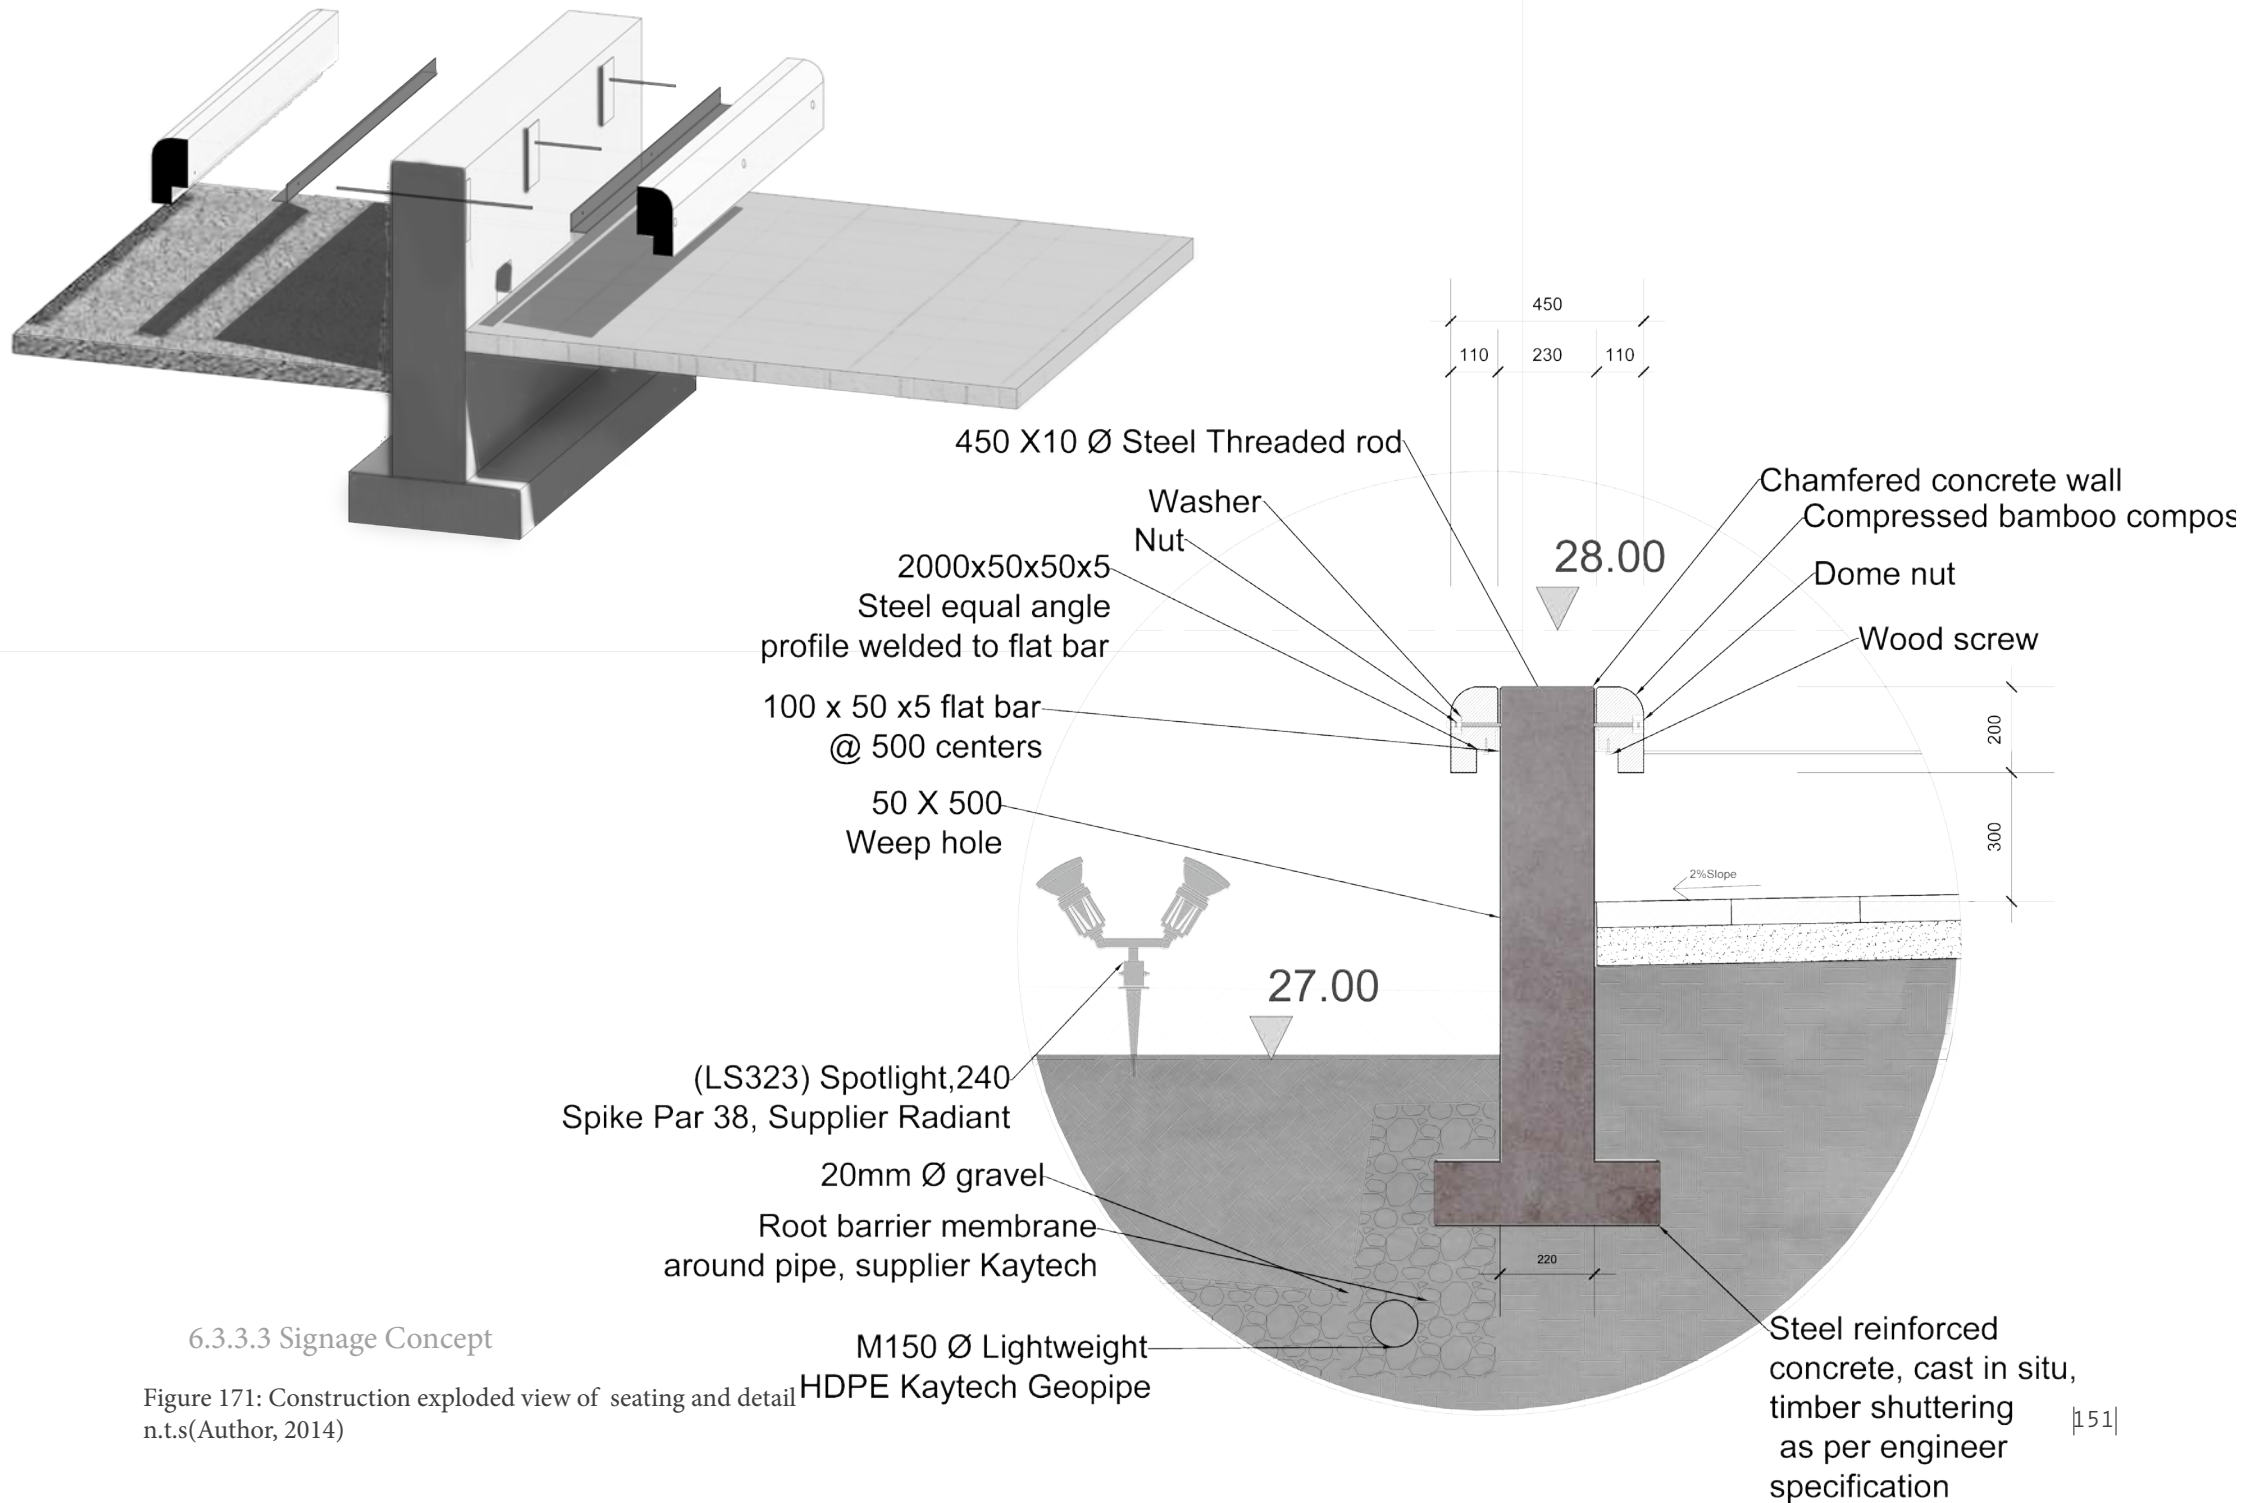 450
110
230
110
450 X10 Ø Steel Threaded rod
Washer
Nut
2000x50x50x5
Steel equal angle
profile welded to flat bar
100 x 50 x5 flat bar
@ 500 centers
50 X 500
Weep hole
Chamfered concrete wall
Compressed bamboo compos
28.00
Dome nut
Wood screw
200
300
2%Slope
27.00
(LS323) Spotlight,240
Spike Par 38, Supplier Radiant
20mm Ø gravel
Root barrier membrane
around pipe, supplier Kaytech
M150 Ø Lightweight
HDPE Kaytech Geopipe
220
Steel reinforced
concrete, cast in situ,
timber shuttering
as per engineer
specification
6.3.3.3 Signage Concept
Figure 171: Construction exploded view of seating and detail
n.t.s(Author, 2014)
|151|